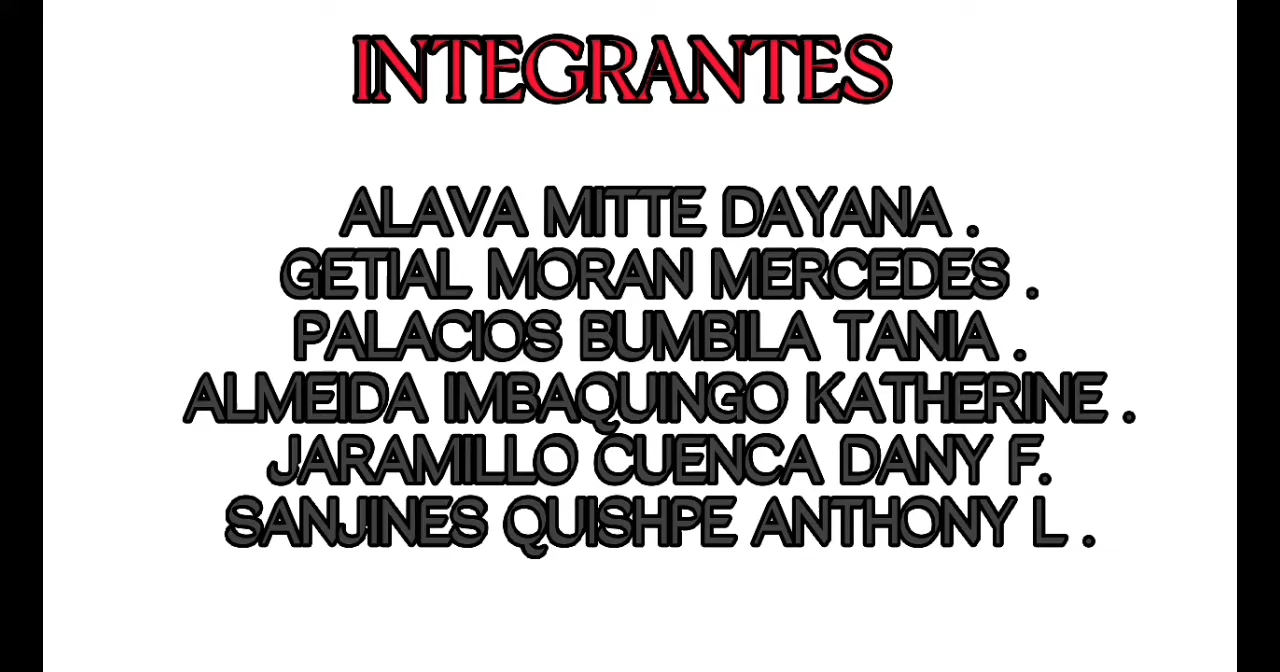 INTEGRANTES
ALAVA MITTE DAYANA .
GETIAL MORAN MERCEDES .
PALACIOS BUMBILA TANIA .
ALMEIDA IMBAQUINGO KATHERINE .
JARAMILLO CUENCA DANY F.
SANJINES QUISHPE ANTHONY L .